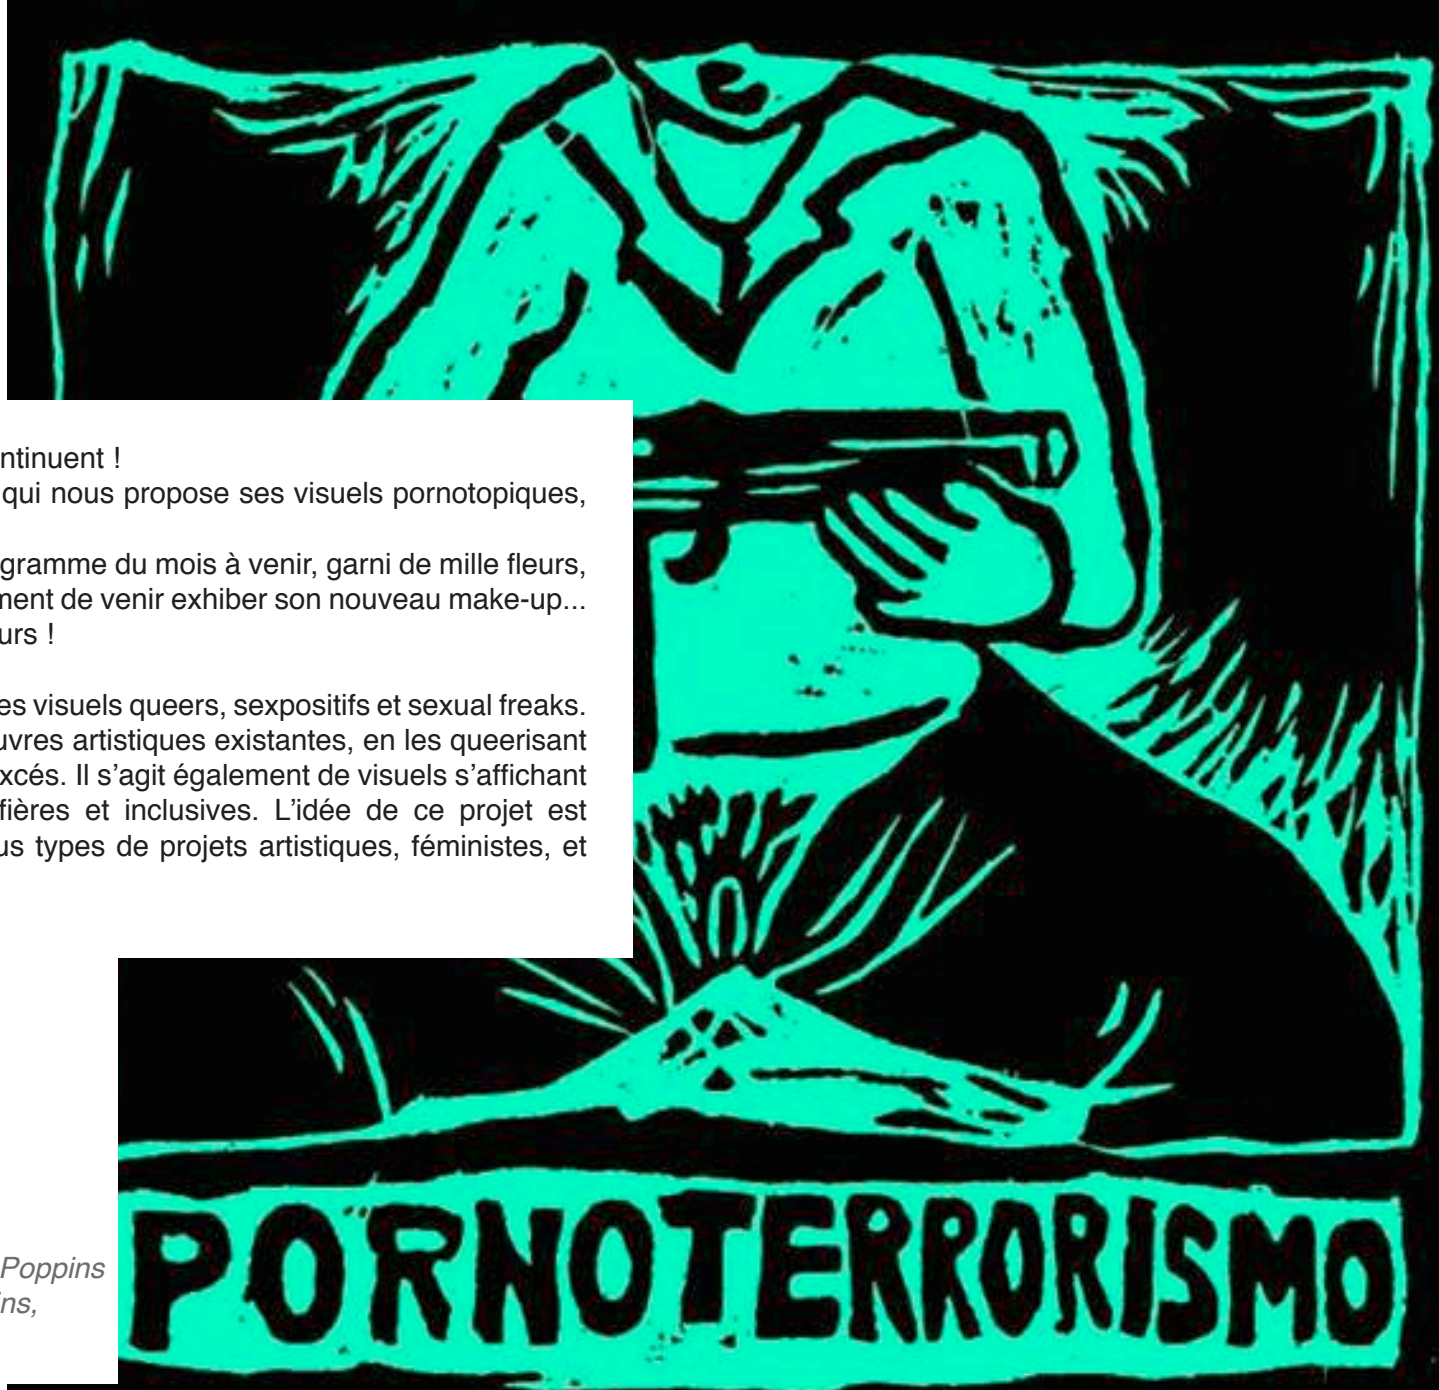 ntinuent !
qui nous propose ses visuels pornotopiques,
gramme du mois à venir, garni de mille fleurs,
ment de venir exhiber son nouveau make-up...
urs !
es visuels queers, sexpositifs et sexual freaks.
uvres artistiques existantes, en les queerisant
xcés. Il s’agit également de visuels s’affichant
fières et inclusives. L’idée de ce projet est
us types de projets artistiques, féministes, et
Poppins
ns,
PORNOTERRORISMO